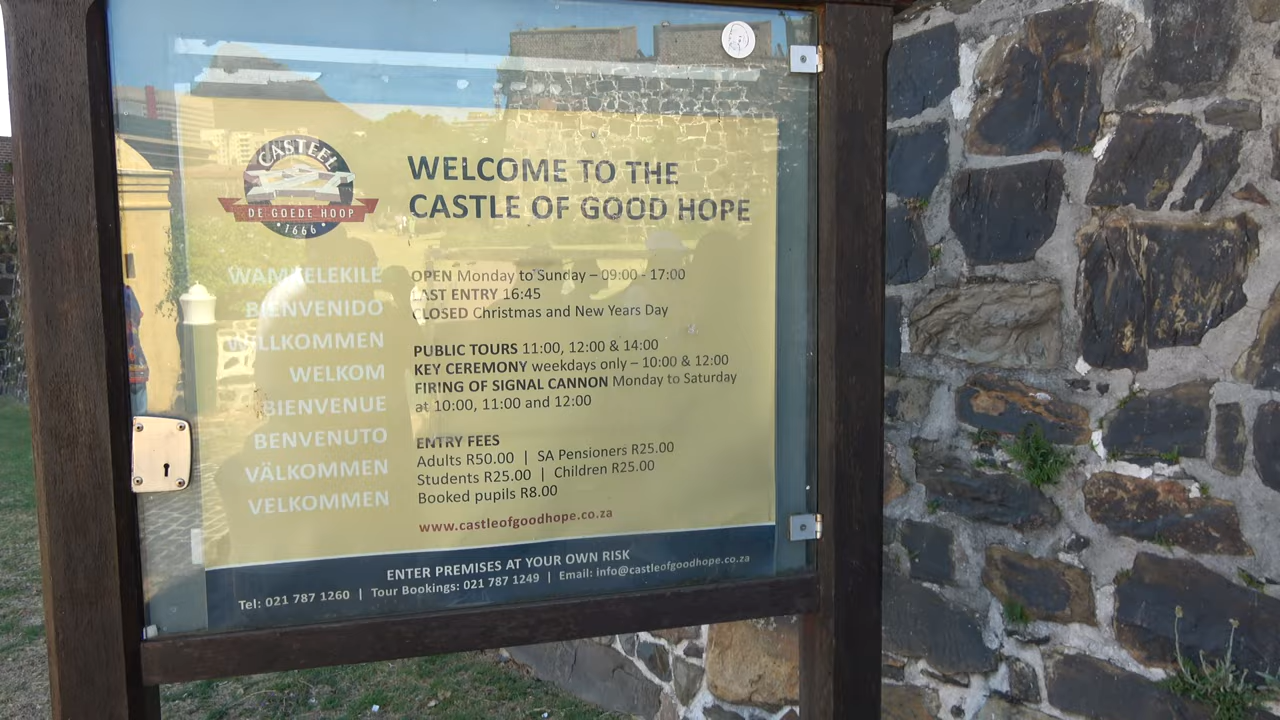 CASTEEL
DE GOEDE HOOP
• 1666 •
WELCOME TO THE
CASTLE OF GOOD HOPE
WAMKELEKILE
BIENVENIDO
WILLKOMMEN
WELKOM
BIENVENUE
BENVENUTO
VÄLKOMMEN
VELKOMMEN
OPEN Monday to Sunday – 09:00 - 17:00
LAST ENTRY 16:45
CLOSED Christmas and New Years Day
PUBLIC TOURS 11:00, 12:00 & 14:00
KEY CEREMONY weekdays only – 10:00 & 12:00
FIRING OF SIGNAL CANNON Monday to Saturday
at 10:00, 11:00 and 12:00
ENTRY FEES
Adults R50.00 | SA Pensioners R25.00
Students R25.00 | Children R25.00
Booked pupils R8.00
www.castleofgoodhope.co.za
ENTER PREMISES AT YOUR OWN RISK
Tel: 021 787 1260 | Tour Bookings: 021 787 1249 | Email: info@castleofgoodhope.co.za